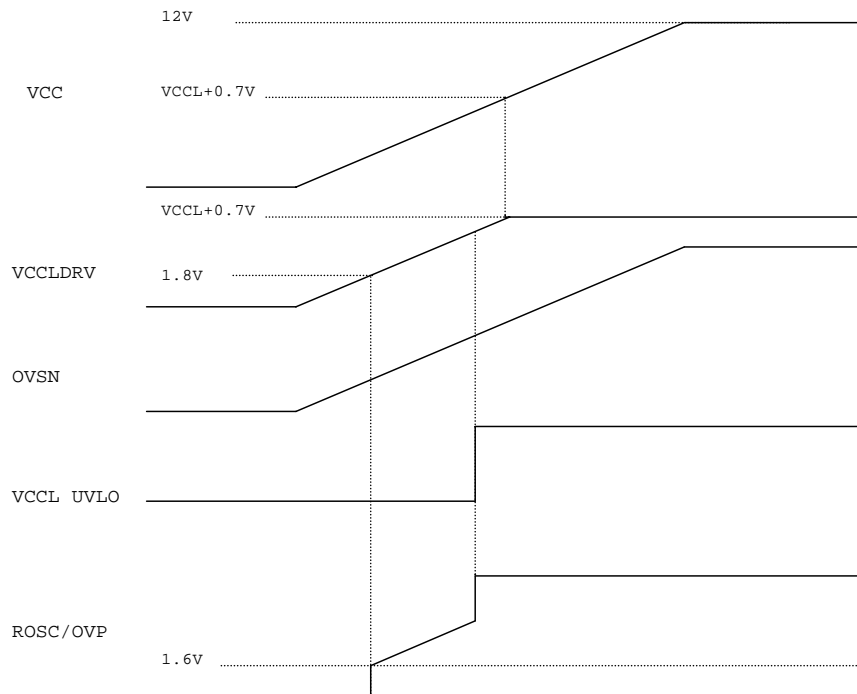 12V
VCC
VCCL+0.7V
VCCL+0.7V
VCCLDRV
1.8V
OVSN
VCCL UVLO
ROSC/OVP
1.6V